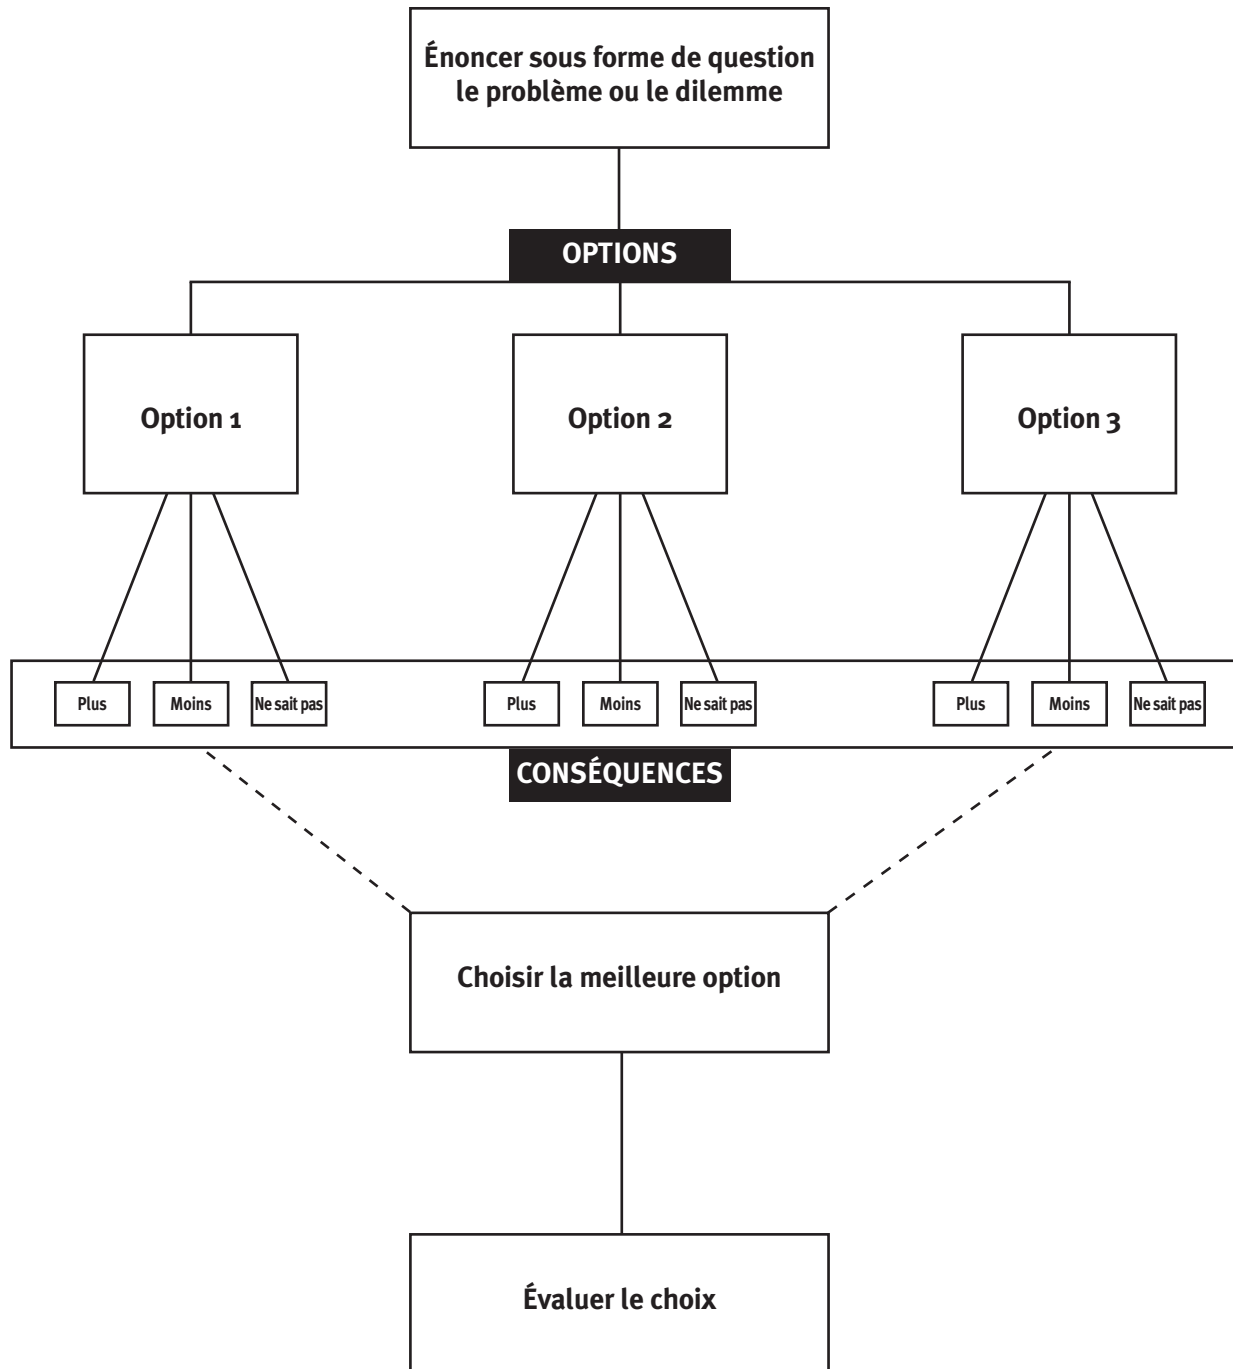 Énoncer sous forme de question
le problème ou le dilemme
OPTIONS
Option 1
Option 2
Option 3
Plus
Moins
Ne sait pas
Plus
Moins
Ne sait pas
Plus
Moins
Ne sait pas
CONSÉQUENCES
Choisir la meilleure option
Évaluer le choix